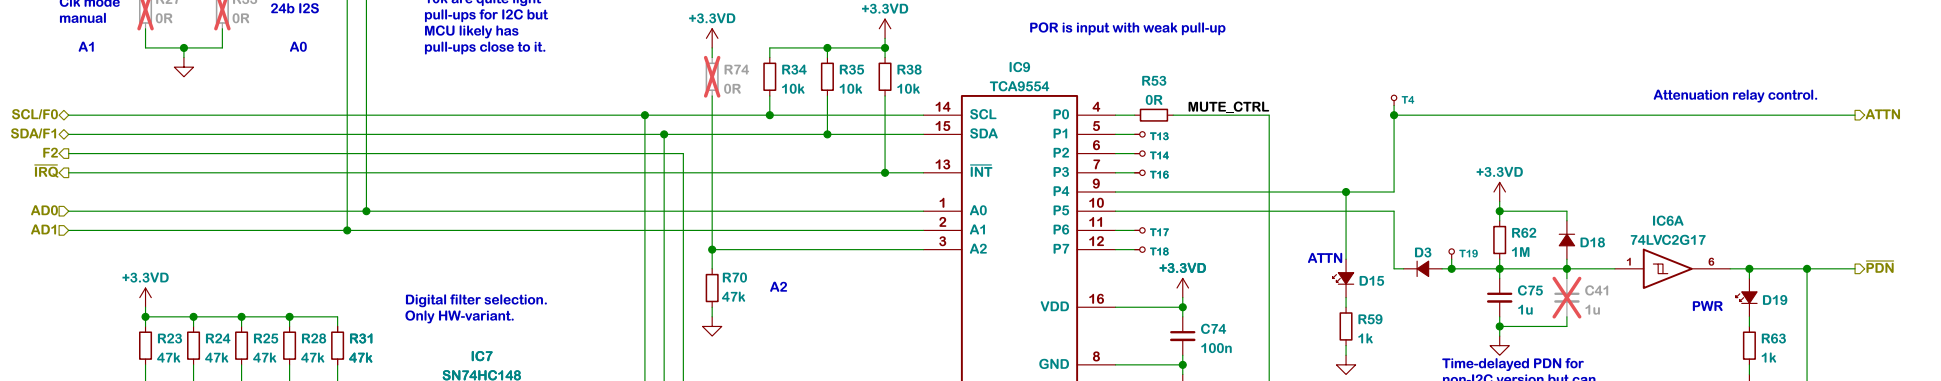 Clk mode
manual
A1
R27
0R
R33
0R
24b I2S
A0
10k are quite light
pull-ups for I2C but
MCU likely has
pull-ups close to it.
+3.3VD
R74
0R
+3.3VD
R34
10k
R35
10k
R38
10k
POR is input with weak pull-up
IC9
TCA9554
R53
0R
MUTE_CTRL
T4
Attenuation relay control.
ATTN
SCL/F0
SDA/F1
F2
IRQ
AD0
AD1
14
15
13
1
2
3
SCL
SDA
INT
A0
A1
A2
VDD
GND
P0
P1
P2
P3
P4
P5
P6
P7
4
5
6
7
9
10
11
12
16
8
T13
T14
T16
T17
T18
+3.3VD
C74
100n
R70
47k
A2
ATTN
D15
R59
1k
D3
T19
+3.3VD
R62
1M
D18
C75
1u
C41
1u
IC6A
74LVC2G17
1
6
PDN
PWR
D19
R63
1k
Time-delayed PDN for
non-I2C version but can
+3.3VD
R23
47k
R24
47k
R25
47k
R28
47k
R31
47k
Digital filter selection.
Only HW-variant.
IC7
SN74HC148